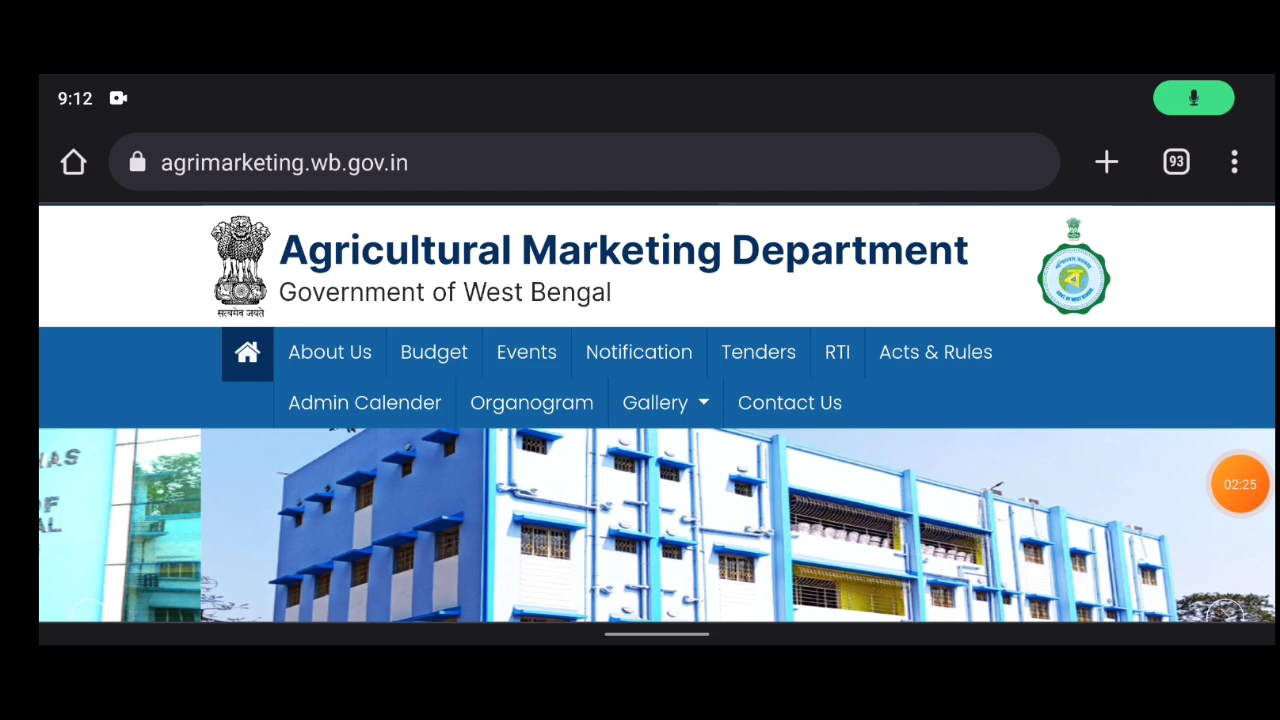 9:12
agrimarketing.wb.gov.in
93
Agricultural Marketing Department
Government of West Bengal
सत्यमेव जयते
About Us Budget Events Notification Tenders RTI Acts & Rules
Admin Calender Organogram Gallery Contact Us
02:25